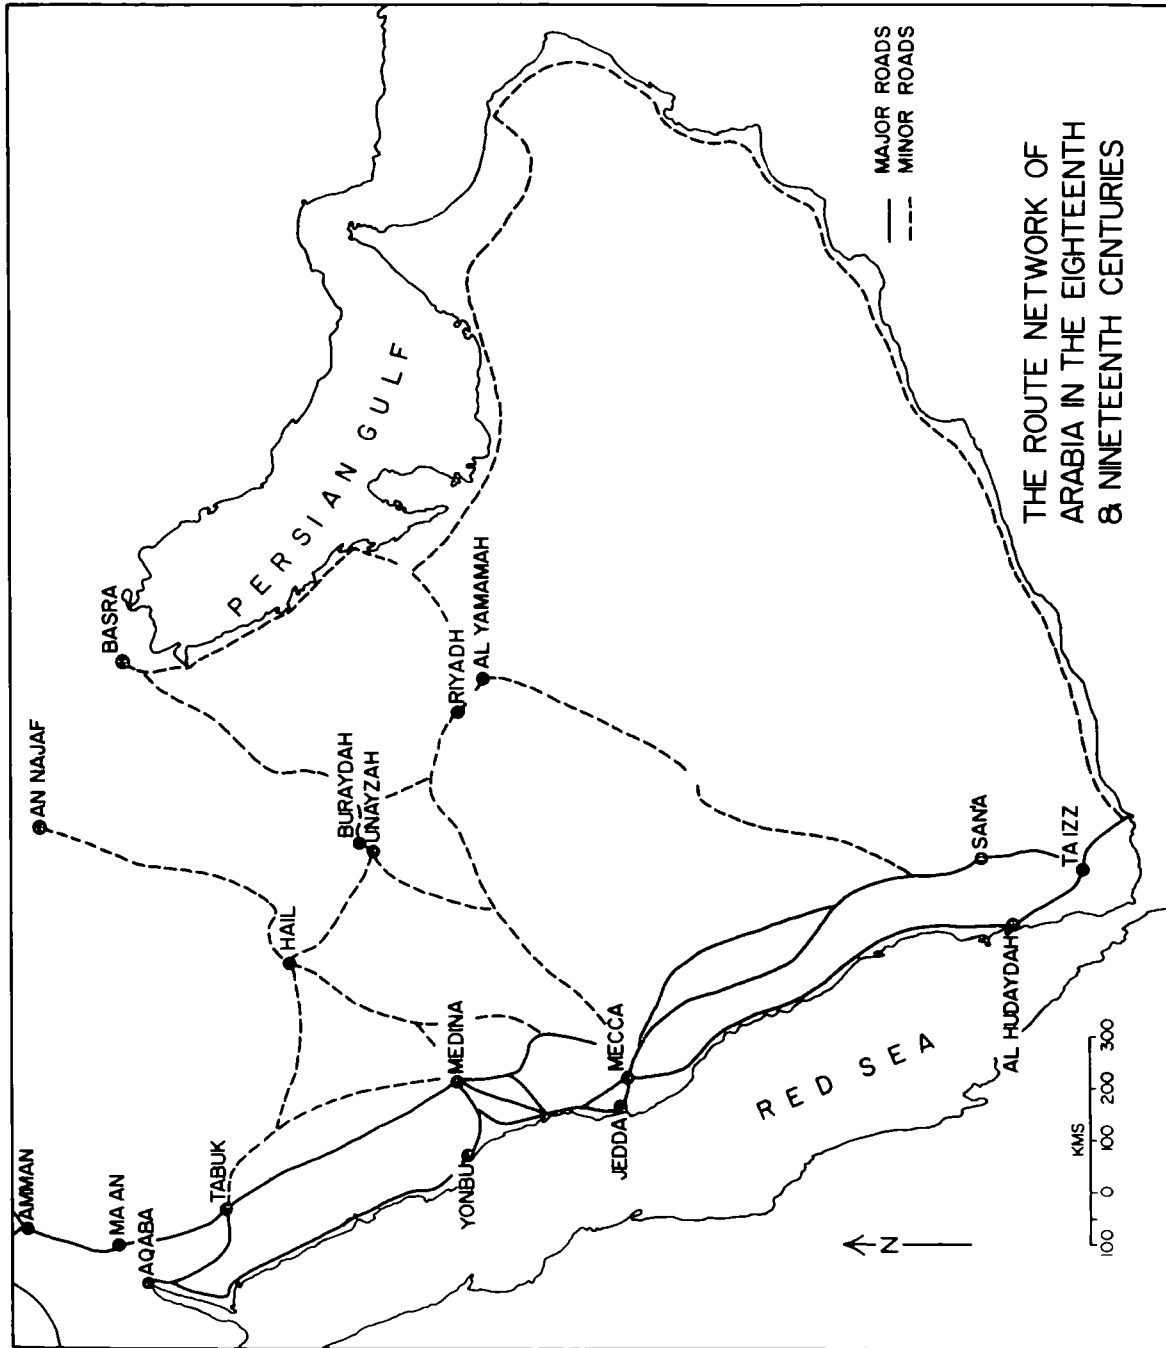 AMMAN
MA AN
AQABA
TABUK
AN NAJAF
BASRA
HAIL
BURAYDAH
UNAYZAH
RIYADH
AL YAMAMAH
MEDINA
YONBU
JEDDA
MECCA
SAN'A
TA IZZ
AL HUDAYDAH
PERSIAN GULF
RED SEA
N
KMS
100 0 100 200 300
MAJOR ROADS
MINOR ROADS
THE ROUTE NETWORK OF
ARABIA IN THE EIGHTEENTH
& NINETEENTH CENTURIES